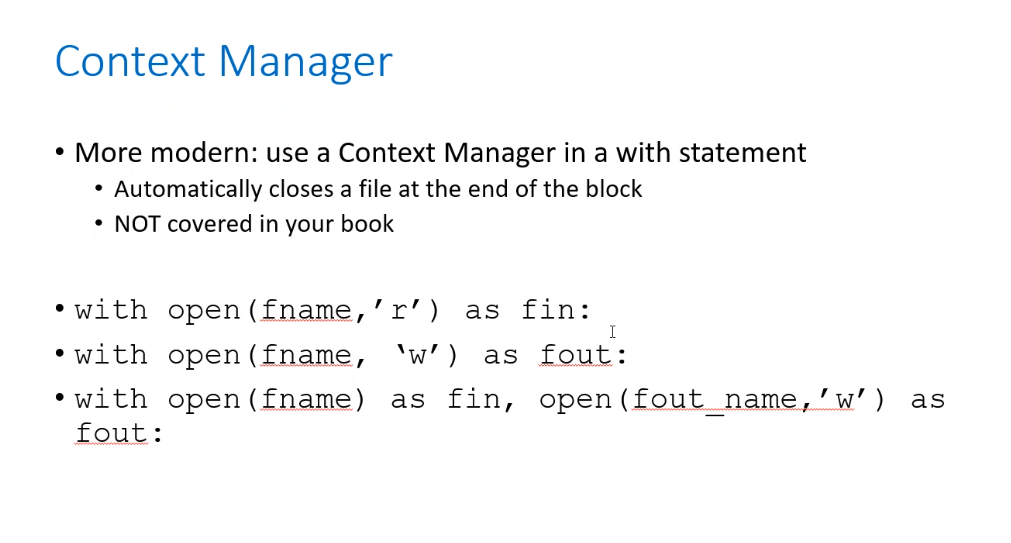 Context Manager
• More modern: use a Context Manager in a with statement
• Automatically closes a file at the end of the block
• NOT covered in your book
• with open(fname,’r’) as fin:
• with open(fname, ‘w’) as fout:
• with open(fname) as fin, open(fout_name,’w’) as
fout: